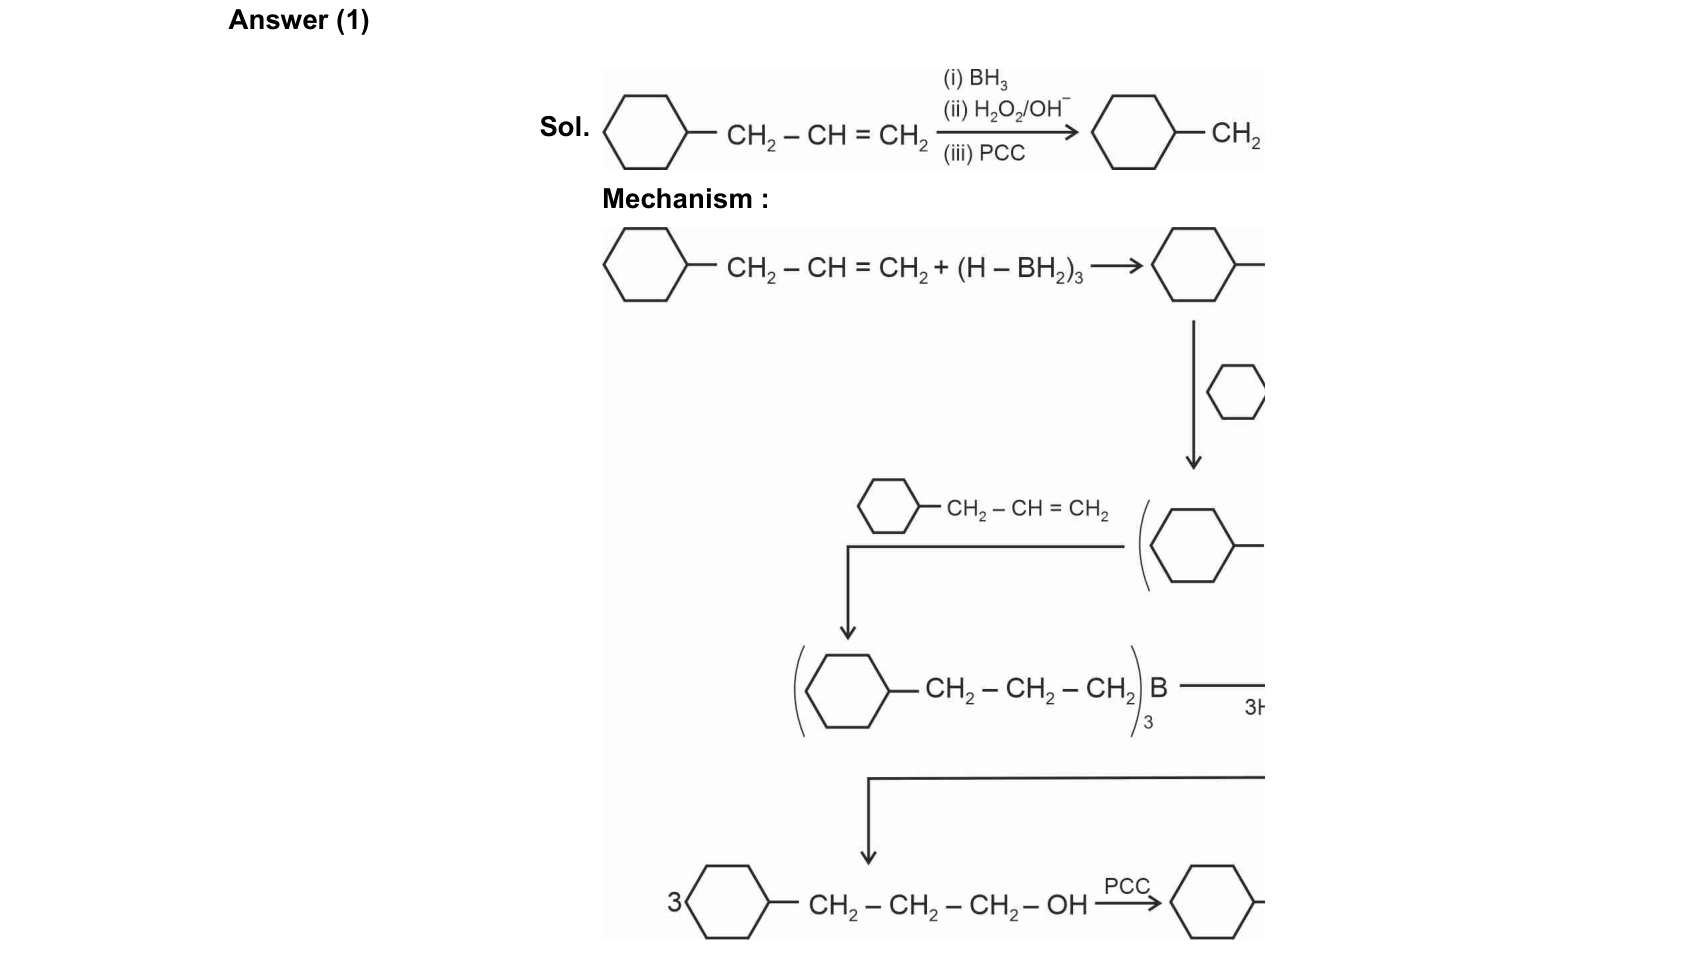 Answer (1)
(i) BH₃
(ii) H₂O₂/OH⁻
Sol. CH₂ – CH = CH₂ CH₂
(iii) PCC
Mechanism :
CH₂ – CH = CH₂ + (H – BH₂)₃
CH₂ – CH = CH₂
( CH₂ – CH₂ – CH₂ )₃ B
3H
PCC
3 CH₂ – CH₂ – CH₂ – OH